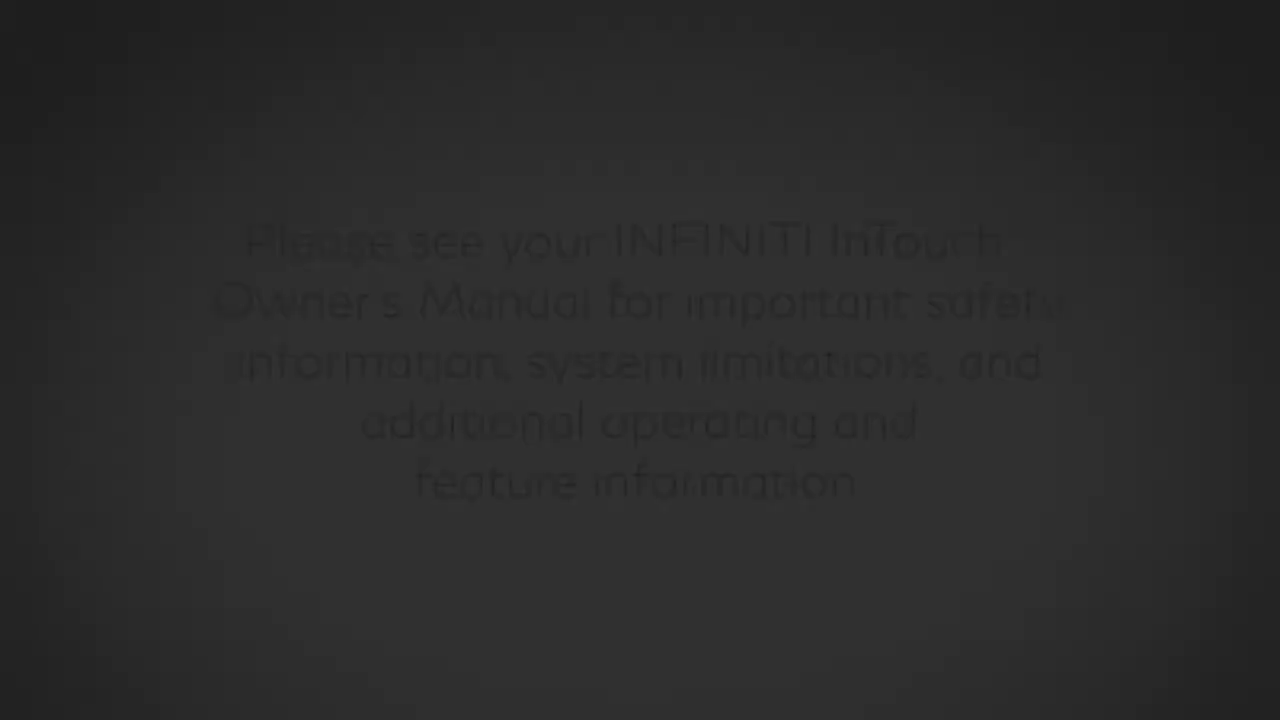 Please see your INFINITI InTouch
Owner's Manual for important safety
information, system limitations, and
additional operating and
feature information